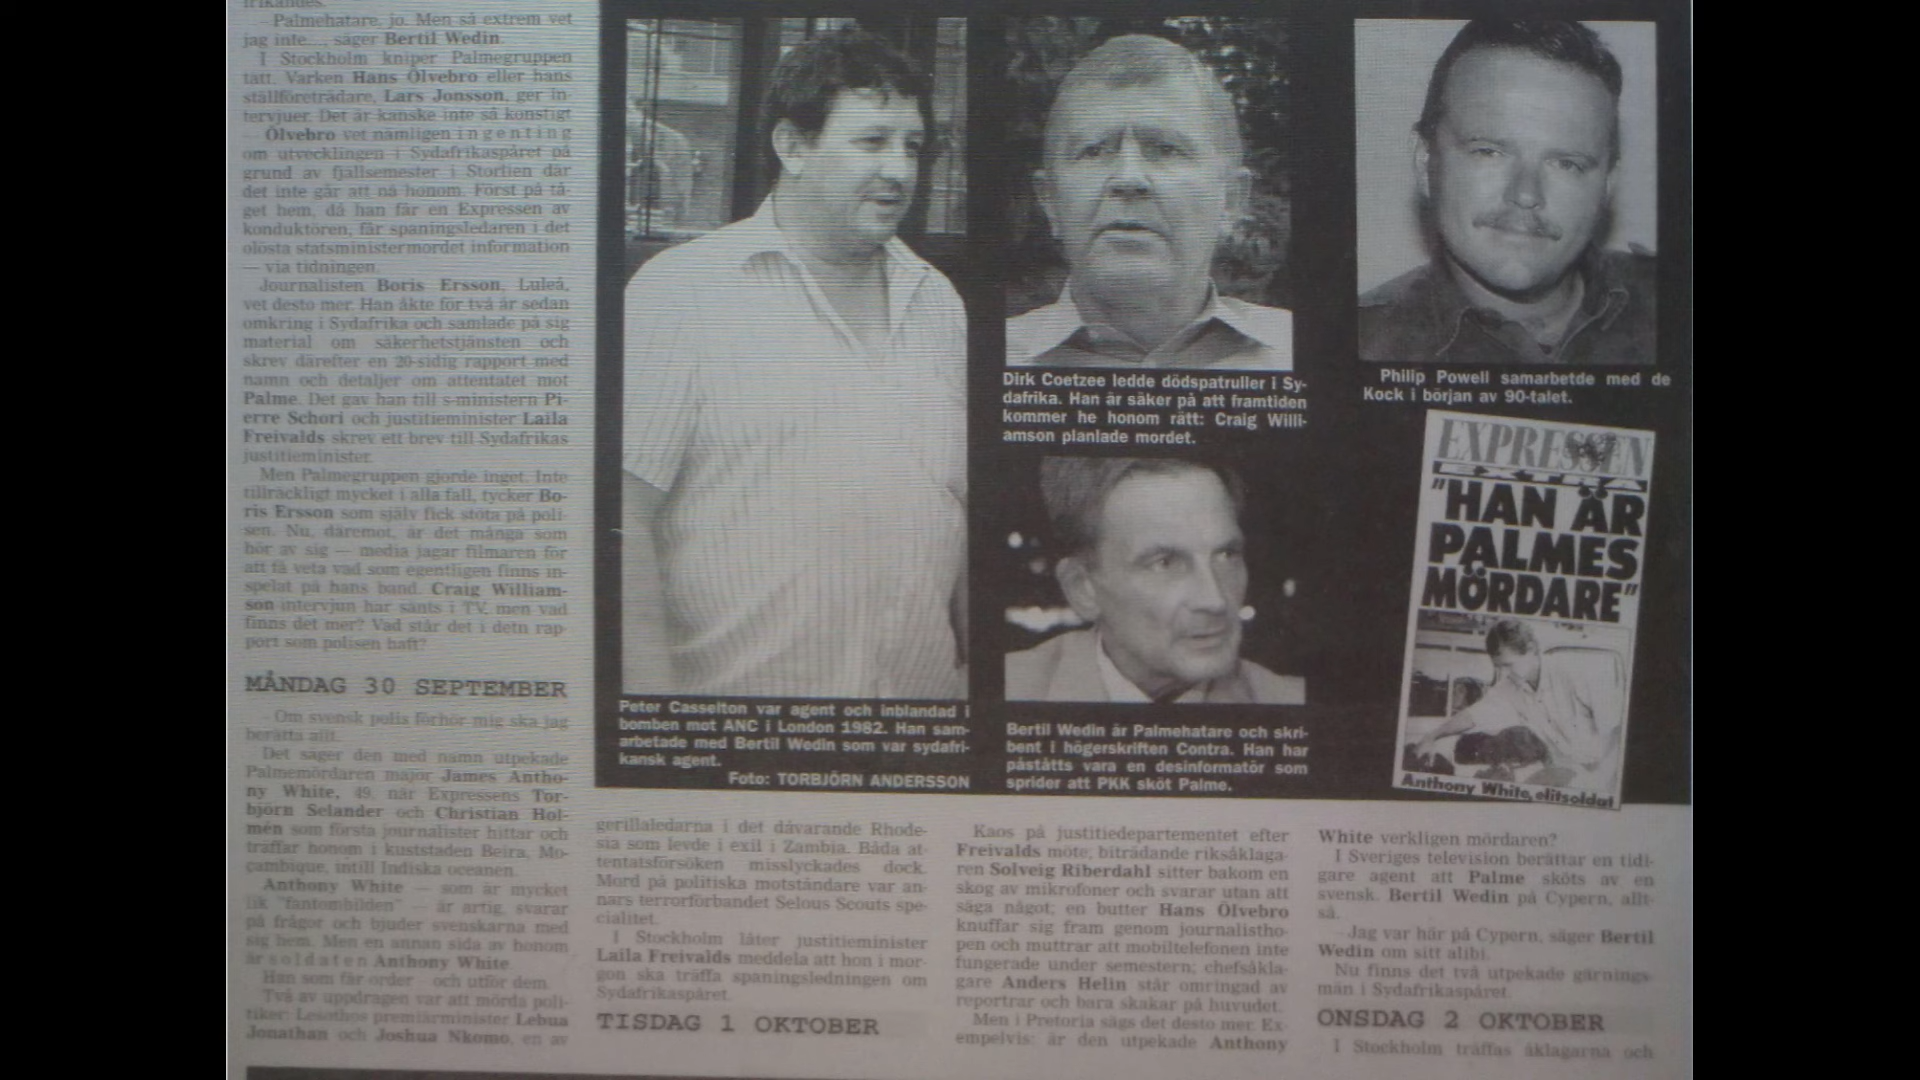 frikandes.
– Palmehatare, jo. Men så extrem vet
jag inte..., säger Bertil Wedin.
I Stockholm kniper Palmegruppen
tätt. Varken Hans Ölvebro eller hans
ställföreträdare, Lars Jonsson, ger in-
tervjuer. Det är kanske inte så konstigt
– Ölvebro vet nämligen ingenting
om utvecklingen i Sydafrikaspåret på
grund av fjällsemester i Storlien där
det inte går att nå honom. Först på tå-
get hem, då han får en Expressen av
konduktören, får spaningsledaren i det
olösta statsministermordet information
— via tidningen.
Journalisten Boris Ersson, Luleå,
vet desto mer. Han åkte för två år sedan
omkring i Sydafrika och samlade på sig
material om säkerhetstjänsten och
skrev därefter en 20-sidig rapport med
namn och detaljer om attentatet mot
Palme. Det gav han till s-ministern Pi-
erre Schori och justitieminister Laila
Freivalds skrev ett brev till Sydafrikas
justitieminister.
Men Palmegruppen gjorde inget. Inte
tillräckligt mycket i alla fall, tycker Bo-
ris Ersson som själv fick stöta på poli-
sen. Nu, däremot, är det många som
hör av sig — media jagar filmaren för
att få veta vad som egentligen finns in-
spelat på hans band. Craig William-
son intervjun har sänts i TV, men vad
finns det mer? Vad står det i detn rap-
port som polisen haft?
MÅNDAG 30 SEPTEMBER
– Om svensk polis förhör mig ska jag
berätta allt.
Det säger den med namn utpekade
Palmemördaren major James Antho-
ny White, 49, när Expressens Tor-
björn Selander och Christian Hol-
mén som första journalister hittar och
träffar honom i kuststaden Beira, Mo-
cambique, intill Indiska oceanen.
Anthony White — som är mycket
lik "fantombilden" — är artig, svarar
på frågor och bjuder svenskarna med
sig hem. Men en annan sida av honom
är soldaten Anthony White.
Han som får order – och utför dem.
Två av uppdragen var att mörda poli-
tiker: Lesothos premiärminister Lebua
Jonathan och Joshua Nkomo, en av
Peter Casselton var agent och inblandad i
bomben mot ANC i London 1982. Han sam-
arbetade med Bertil Wedin som var sydafri-
kansk agent.
Foto: TORBJÖRN ANDERSSON
Dirk Coetzee ledde dödspatruller i Sy-
dafrika. Han är säker på att framtiden
kommer he honom rätt: Craig Willi-
amson planlade mordet.
Bertil Wedin är Palmehatare och skri-
bent i högerskriften Contra. Han har
påståtts vara en desinformatör som
sprider att PKK sköt Palme.
Philip Powell samarbetde med de
Kock i början av 90-talet.
EXPRESSEN
EXTRA
"HAN ÄR
PALMES
MÖRDARE"
Anthony White, elitsoldat
gerillaledarna i det dåvarande Rhode-
sia som levde i exil i Zambia. Båda at-
tentatsförsöken misslyckades dock.
Mord på politiska motståndare var an-
nars terrorförbandet Selous Scouts spe-
cialitet.
I Stockholm låter justitieminister
Laila Freivalds meddela att hon i mor-
gon ska träffa spaningsledningen om
Sydafrikaspåret.
TISDAG 1 OKTOBER
Kaos på justitiedepartementet efter
Freivalds möte; biträdande riksåklaga-
ren Solveig Riberdahl sitter bakom en
skog av mikrofoner och svarar utan att
säga något; en butter Hans Ölvebro
knuffar sig fram genom journalistho-
pen och muttrar att mobiltelefonen inte
fungerade under semestern; chefsåkla-
gare Anders Helin står omringad av
reportrar och bara skakar på huvudet.
Men i Pretoria sägs det desto mer. Ex-
empelvis: är den utpekade Anthony
White verkligen mördaren?
I Sveriges television berättar en tidi-
gare agent att Palme sköts av en
svensk. Bertil Wedin på Cypern, allt-
så.
– Jag var här på Cypern, säger Bertil
Wedin om sitt alibi.
Nu finns det två utpekade gärnings-
män i Sydafrikaspåret.
ONSDAG 2 OKTOBER
I Stockholm träffas åklagarna och